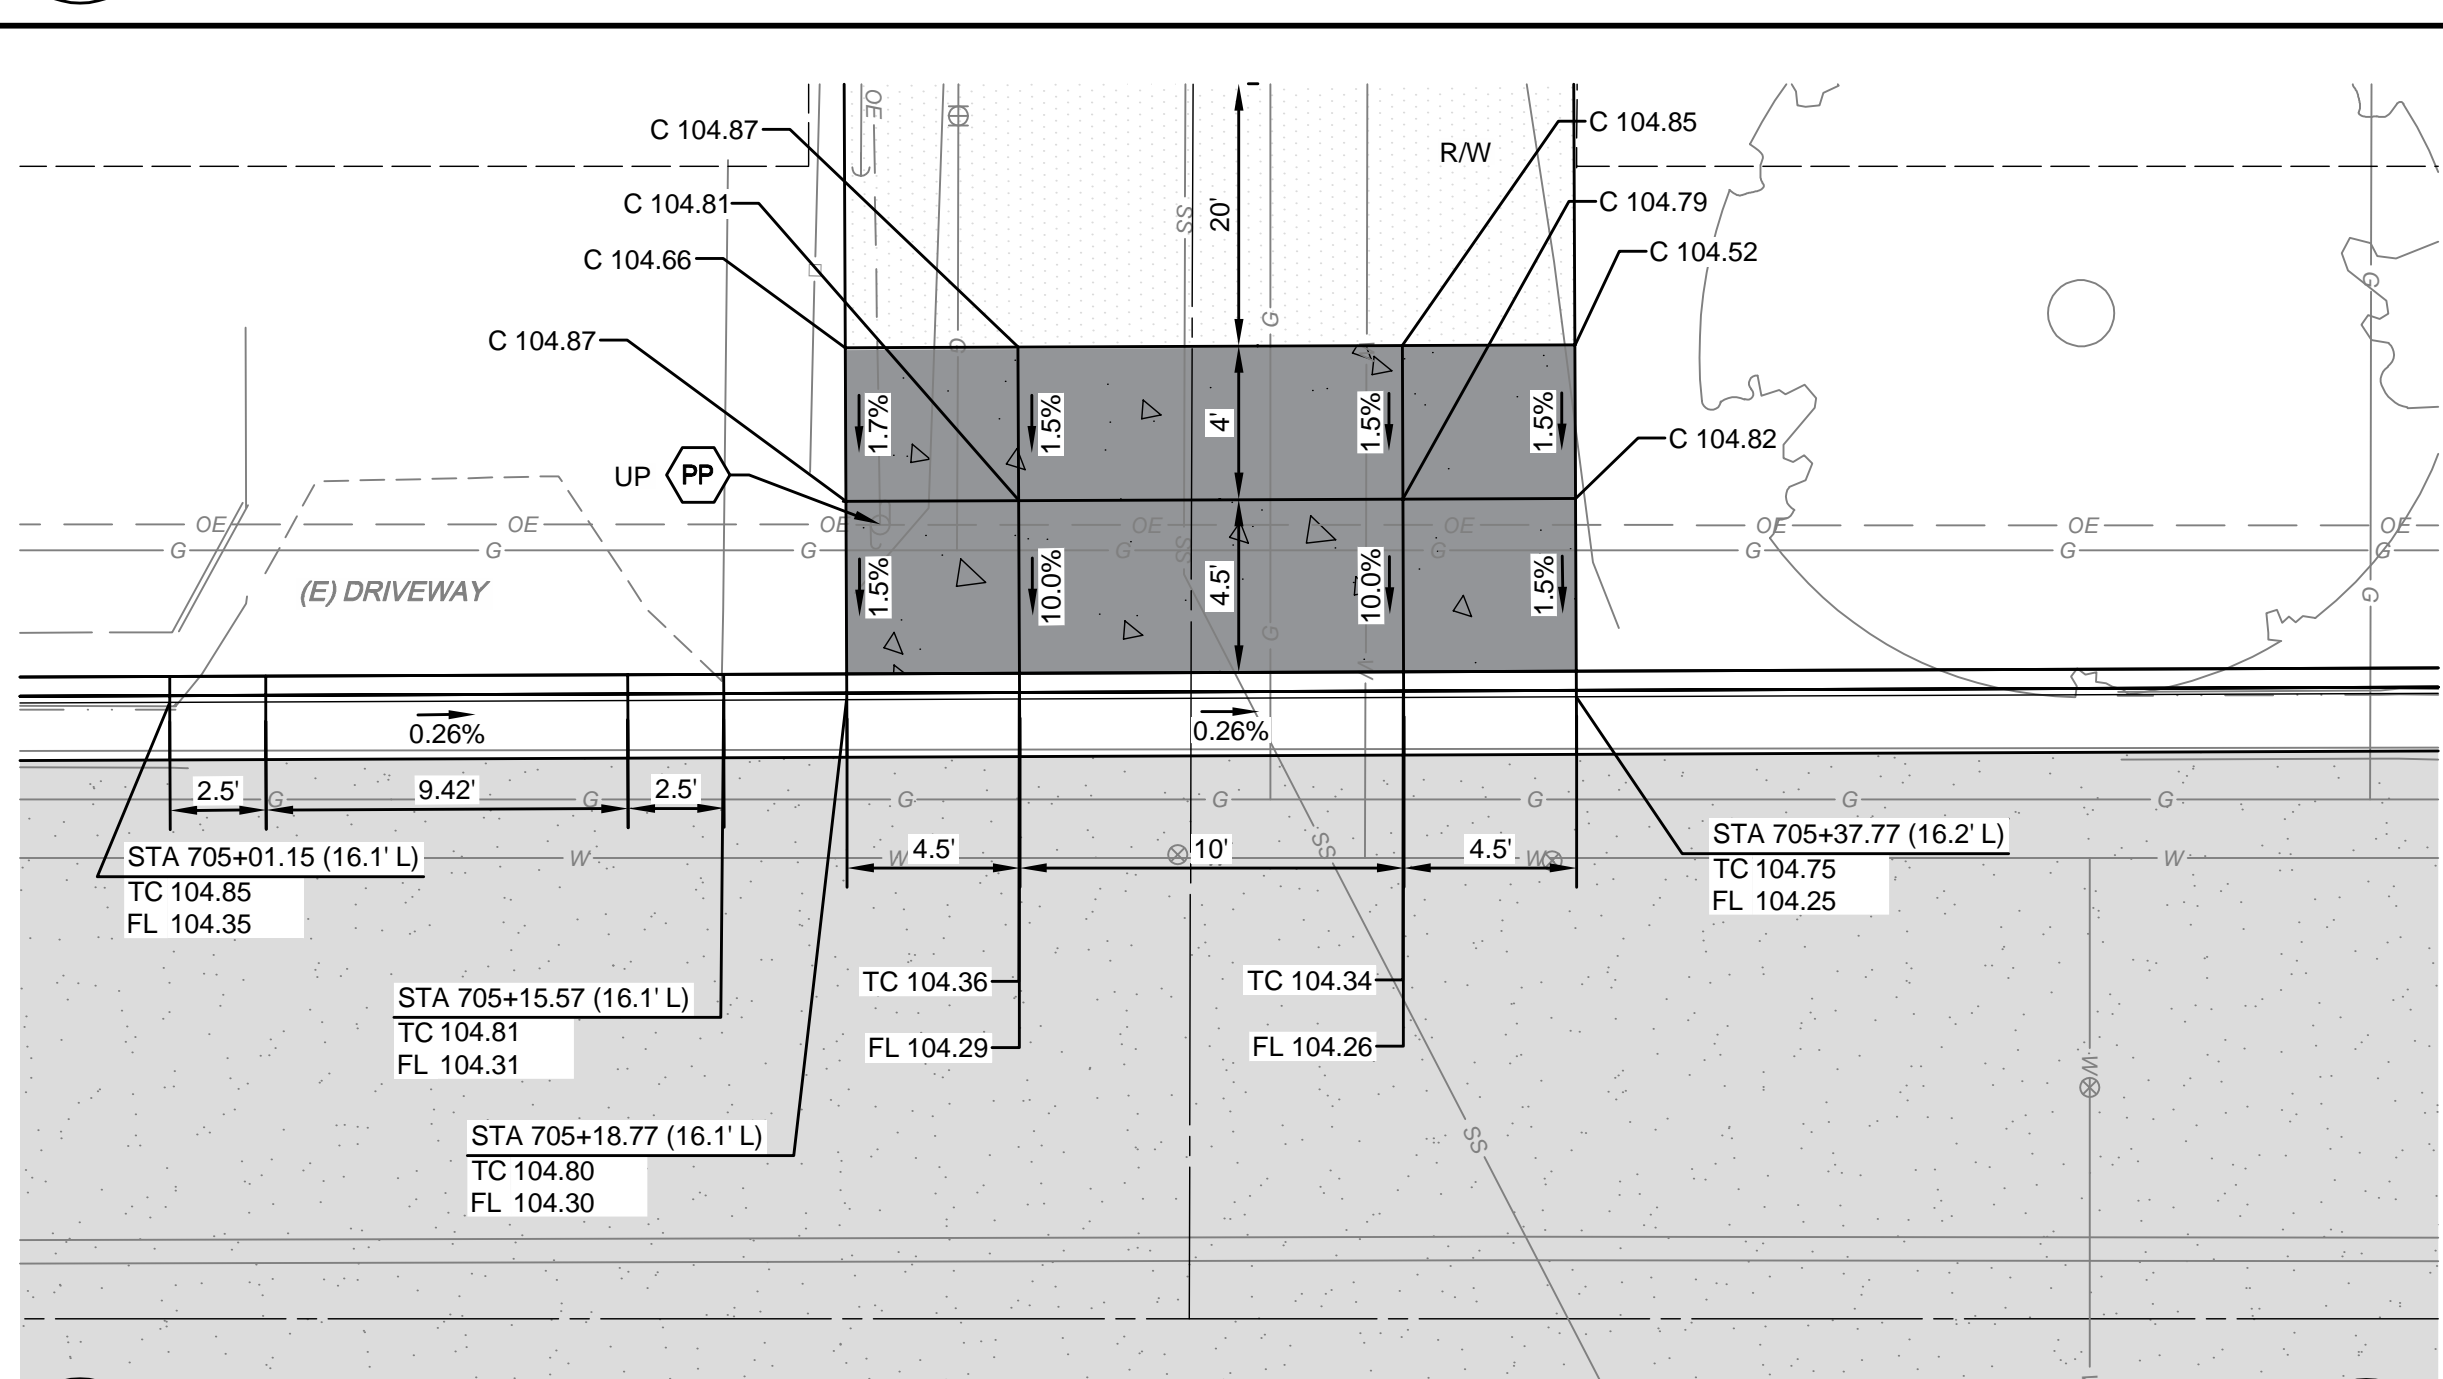 OE
C 104.87
C 104.85
R/W
C 104.81
C 104.79
SS
20'
C 104.66
C 104.52
G
G
G
C 104.87
1.7%
1.5%
4'
1.5%
1.5%
C 104.82
UP PP
OE
OE
OE
OE
OE
OE
OE
OE
G
G
G
G
SS
G
G
G
G
(E) DRIVEWAY
1.5%
10.0%
4.5'
10.0%
1.5%
G
G
W
0.26%
0.26%
2.5'
9.42'
2.5'
G
G
G
G
G
G
G
STA 705+01.15 (16.1' L)
TC 104.85
FL 104.35
W
W
4.5'
10'
SS
4.5'
W
STA 705+37.77 (16.2' L)
TC 104.75
FL 104.25
W
STA 705+15.57 (16.1' L)
TC 104.81
FL 104.31
TC 104.36
FL 104.29
TC 104.34
FL 104.26
W
STA 705+18.77 (16.1' L)
TC 104.80
FL 104.30
SS